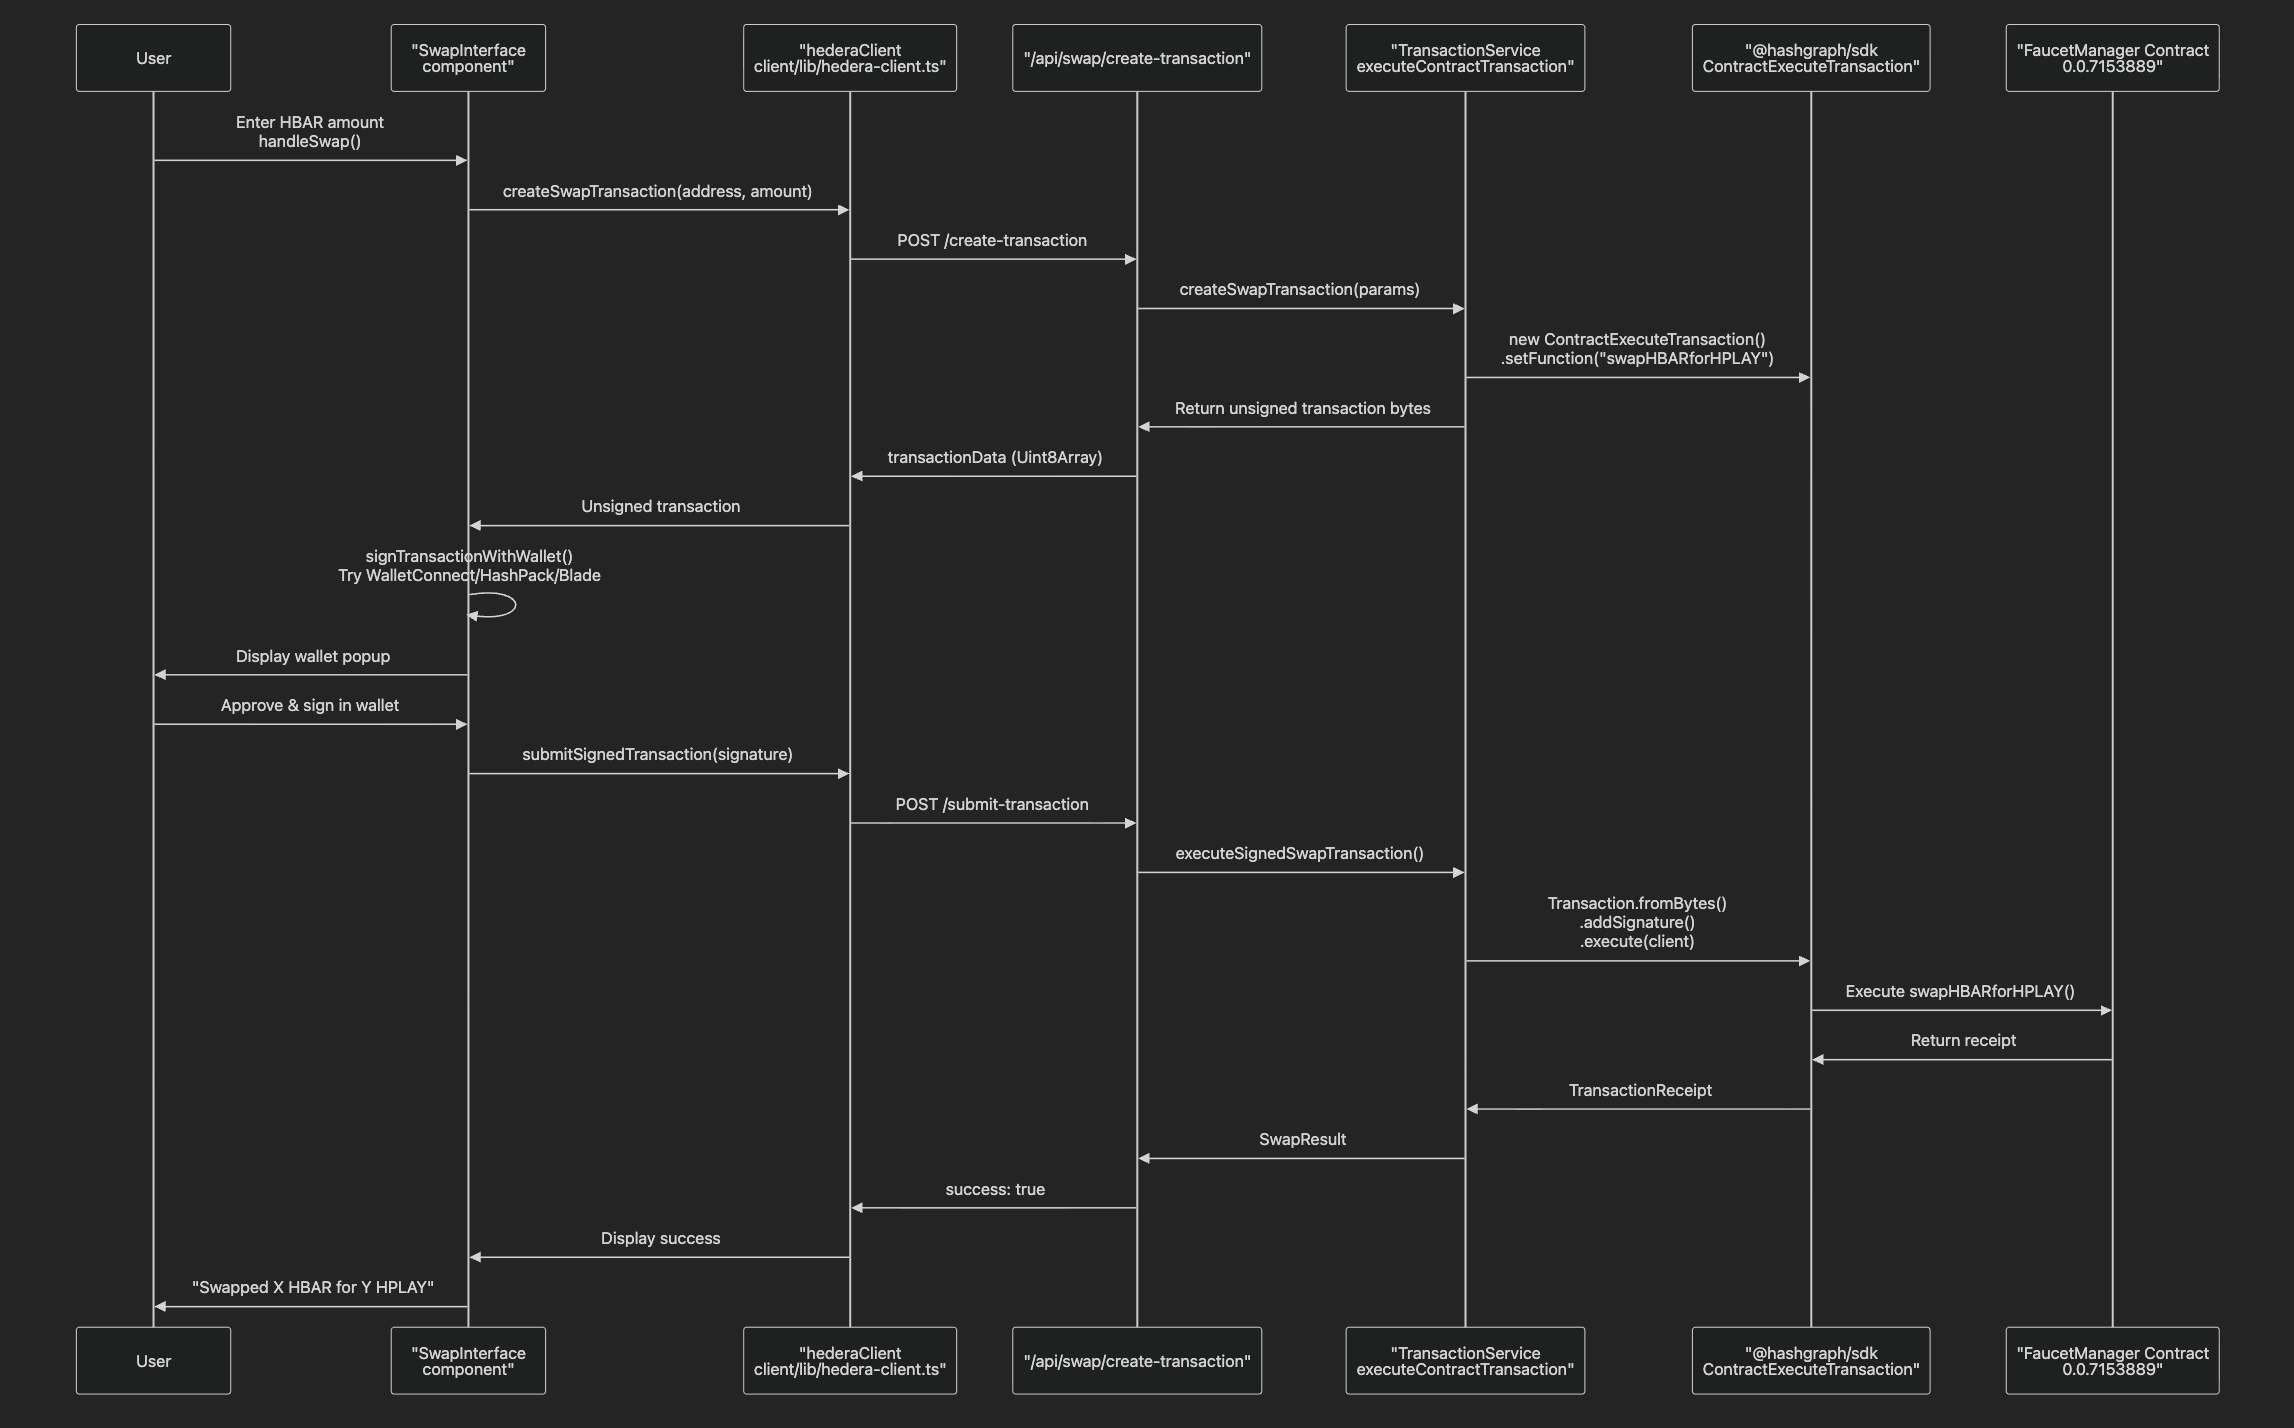 User
"SwapInterface
component"
"hederaClient
client/lib/hedera-client.ts"
"/api/swap/create-transaction"
"TransactionService
executeContractTransaction"
"@hashgraph/sdk
ContractExecuteTransaction"
"FaucetManager Contract
0.0.7153889"
Enter HBAR amount
handleSwap()
createSwapTransaction(address, amount)
POST /create-transaction
createSwapTransaction(params)
new ContractExecuteTransaction()
.setFunction("swapHBARforHPLAY")
Return unsigned transaction bytes
transactionData (Uint8Array)
Unsigned transaction
signTransactionWithWallet()
Try WalletConnect/HashPack/Blade
Display wallet popup
Approve & sign in wallet
submitSignedTransaction(signature)
POST /submit-transaction
executeSignedSwapTransaction()
Transaction.fromBytes()
.addSignature()
.execute(client)
Execute swapHBARforHPLAY()
Return receipt
TransactionReceipt
SwapResult
success: true
Display success
"Swapped X HBAR for Y HPLAY"
User
"SwapInterface
component"
"hederaClient
client/lib/hedera-client.ts"
"/api/swap/create-transaction"
"TransactionService
executeContractTransaction"
"@hashgraph/sdk
ContractExecuteTransaction"
"FaucetManager Contract
0.0.7153889"